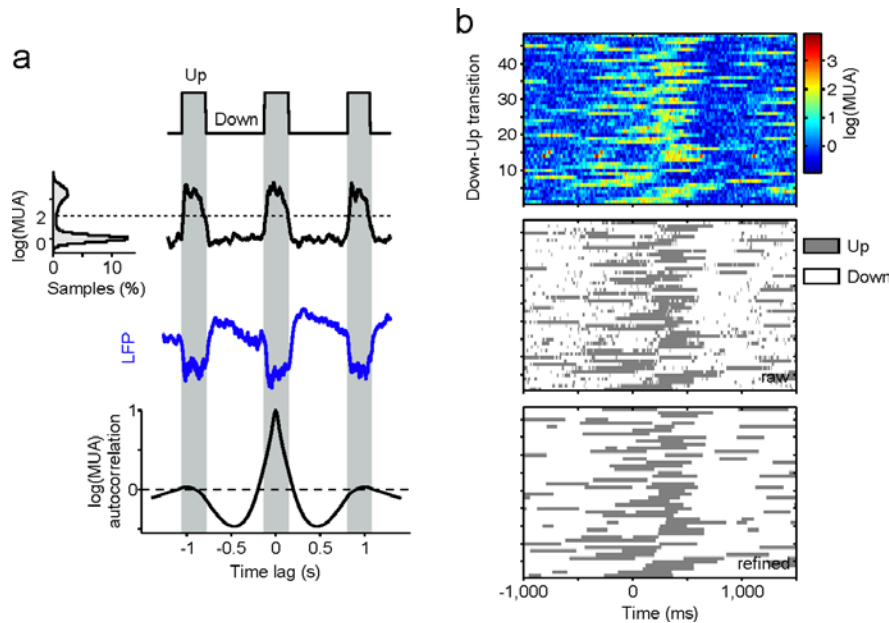 a
Up
Down
log(MUA)
2
0
0
10
Samples (%)
LFP
log(MUA)
autocorrelation
1
0
-1
-0.5
0
0.5
1
Time lag (s)
b
Down-Up transition
40
30
20
10
3
2
1
0
log(MUA)
Up
Down
raw
refined
-1,000
0
1,000
Time (ms)